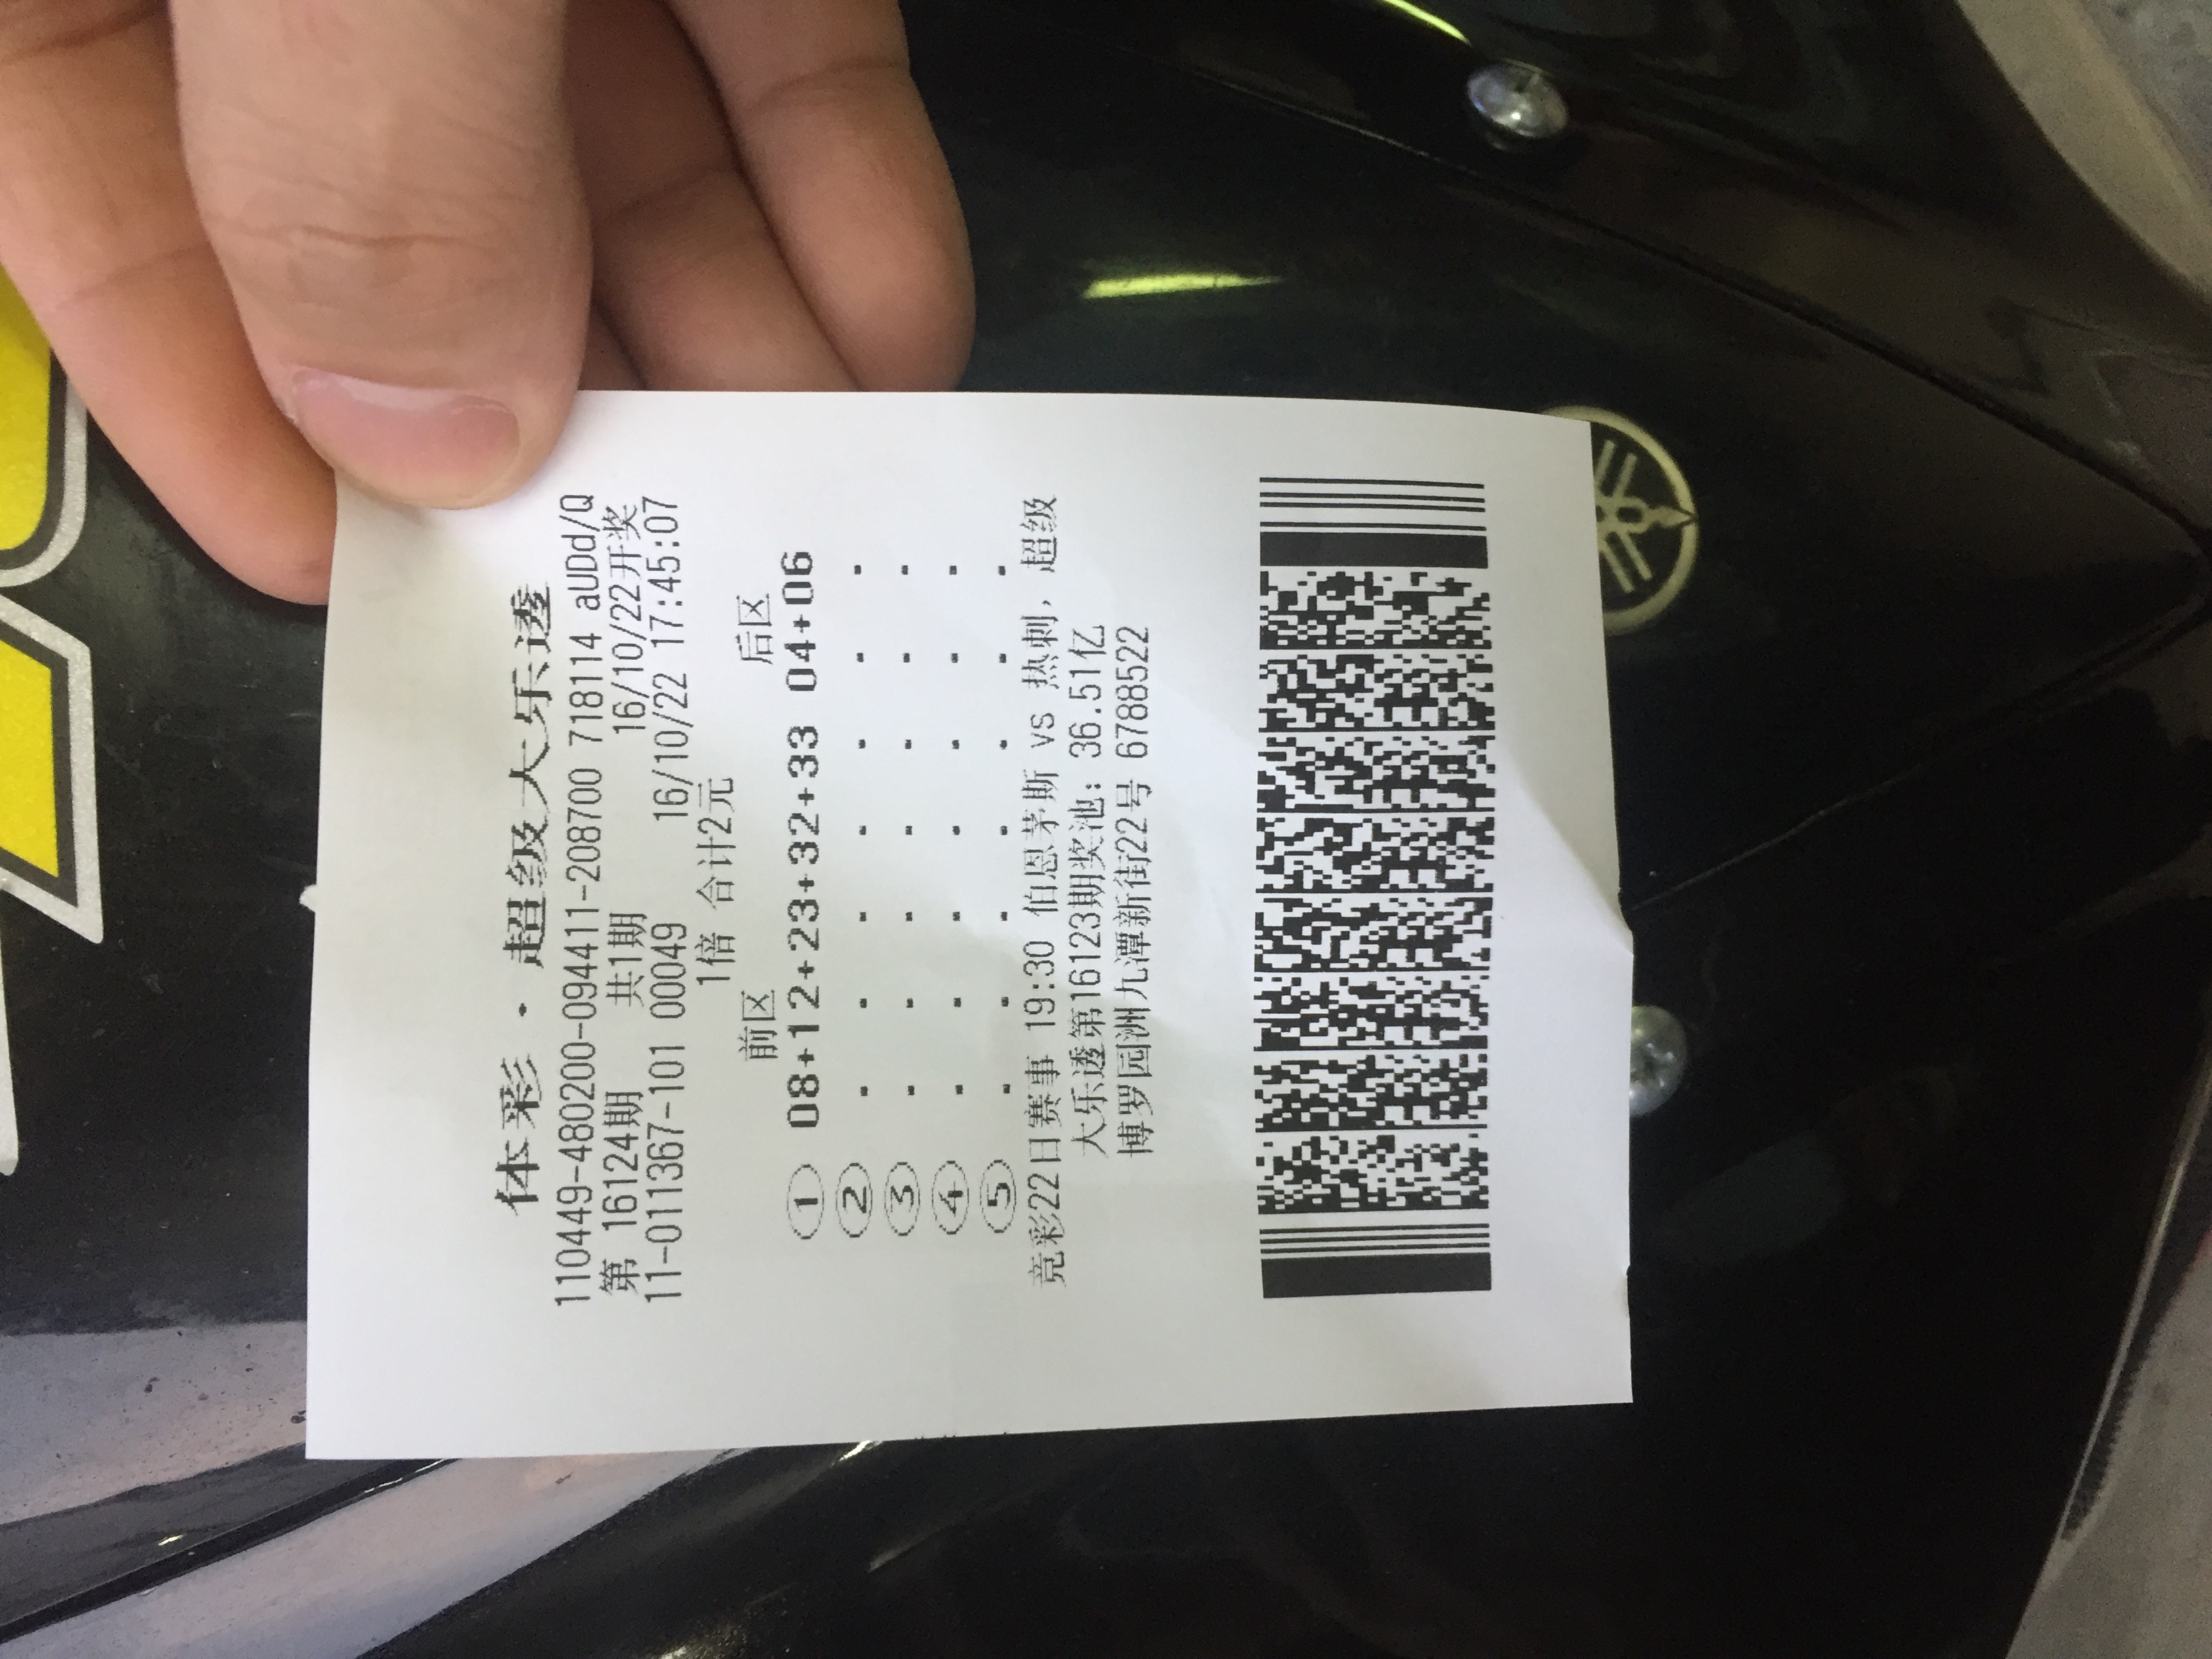 体彩·超级大乐透
110449-480200-094411-208700 718114 aUDd/Q
第 16124期 共1期 16/10/22开奖
11-011367-101 00049 16/10/22 17:45:07
1倍 合计2元
前区 后区
① 08+12+23+32+33 04+06
②
③
④
⑤
竞彩22日赛事 19:30 伯恩茅斯 vs 热刺, 超级
大乐透第16123期奖池: 36.51亿
博罗园洲九潭新街22号 6788522